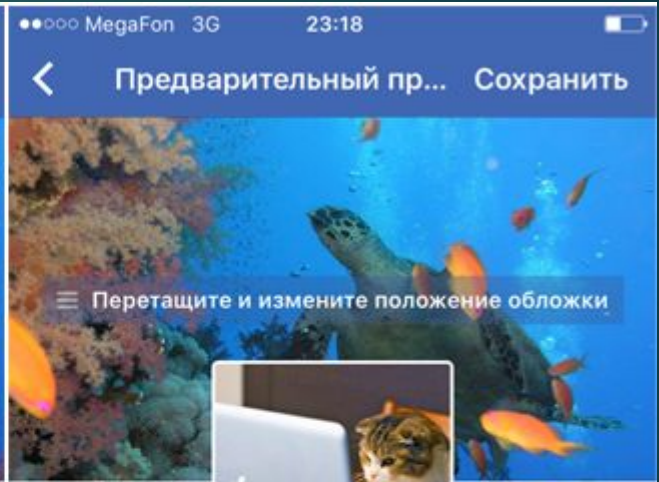 MegaFon 3G 23:18
Предварительный пр... Сохранить
Перетащите и измените положение обложки